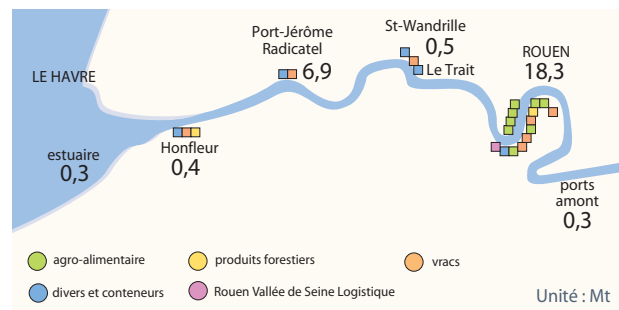 Port-Jérôme
Radicatel
6,9
St-Wandrille
0,5
Le Trait
ROUEN
18,3
LE HAVRE
estuaire
0,3
Honfleur
0,4
ports
amont
0,3
agro-alimentaire
produits forestiers
vracs
divers et conteneurs
Rouen Vallée de Seine Logistique
Unité : Mt